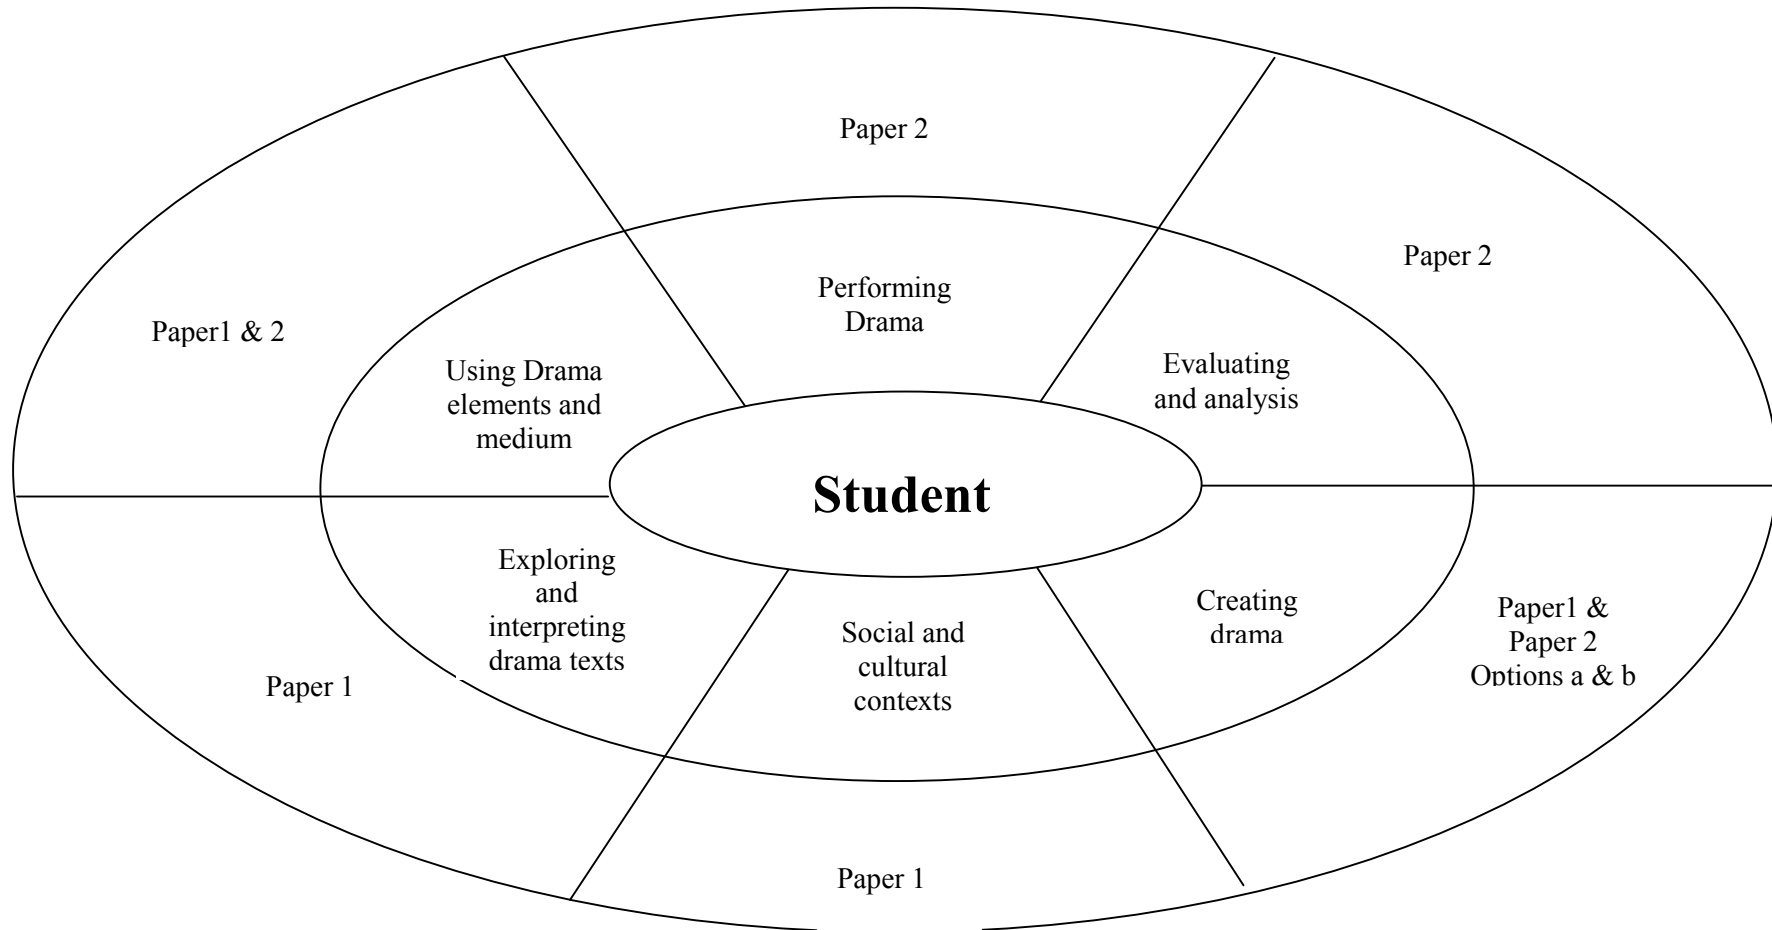 Paper 2
Paper 2
Performing
Drama
Paper1 & 2
Evaluating
and analysis
Using Drama
elements and
medium
Student
Exploring
and
interpreting
drama texts
Creating
drama
Paper1 &
Paper 2
Options a & b
Social and
cultural
contexts
Paper 1
Paper 1